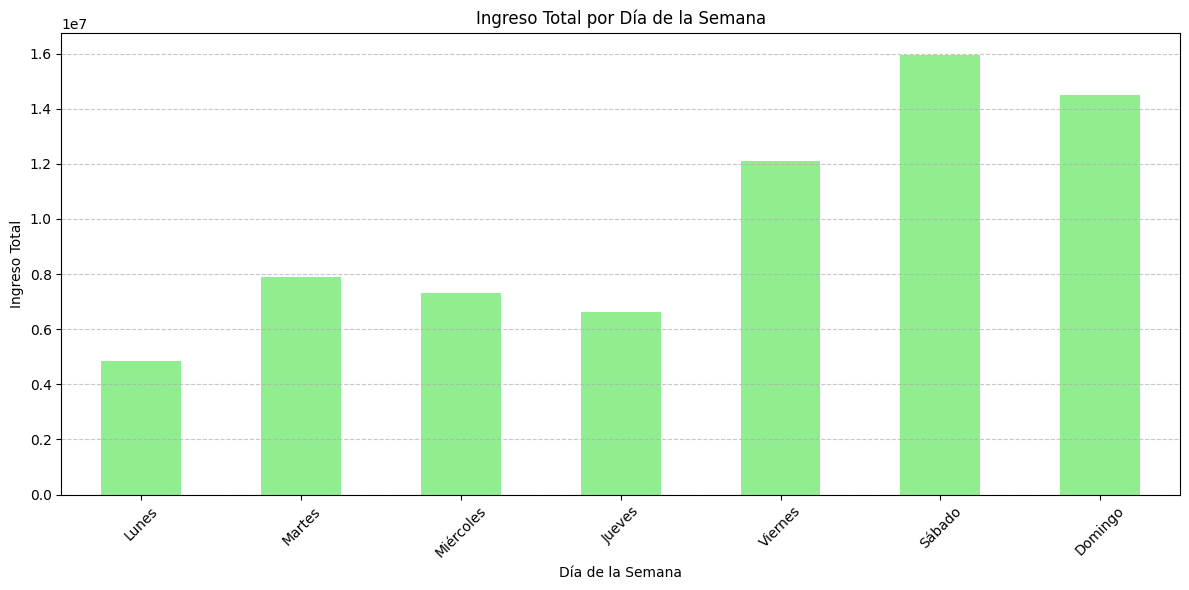 Ingreso Total por Día de la Semana
1e7
1.6
1.4
1.2
1.0
0.8
0.6
0.4
0.2
0.0
Ingreso Total
Lunes
Martes
Miércoles
Jueves
Viernes
Sábado
Domingo
Día de la Semana